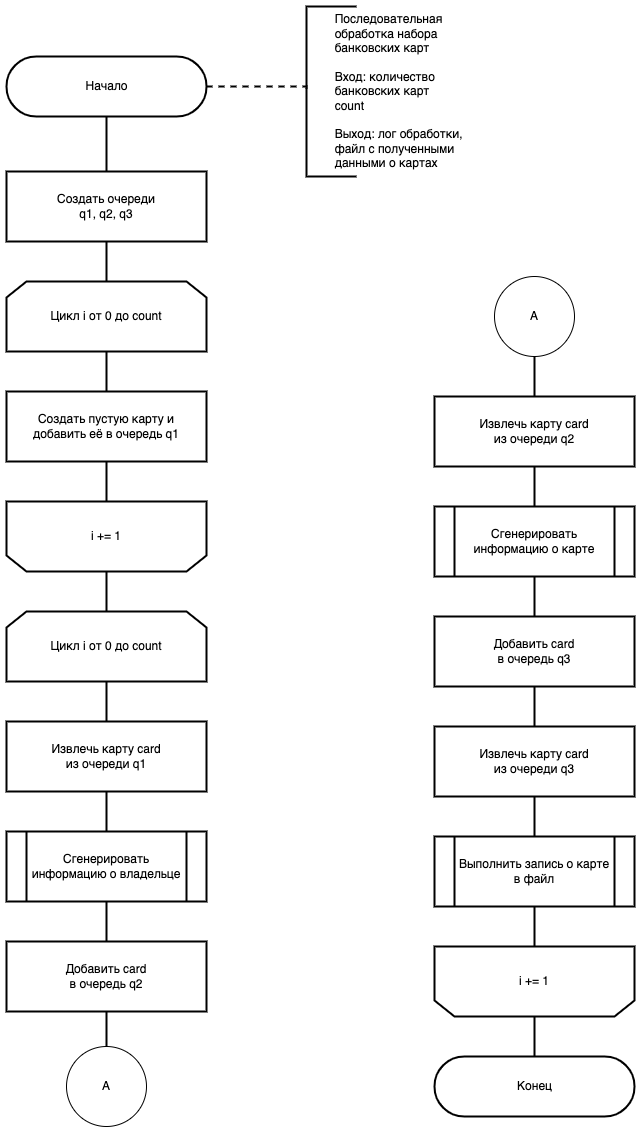 Начало
Последовательная
обработка набора
банковских карт
Вход: количество
банковских карт
count
Выход: лог обработки,
файл с полученными
данными о картах
Создать очереди
q1, q2, q3
Цикл i от 0 до count
Создать пустую карту и
добавить её в очередь q1
i += 1
Цикл i от 0 до count
Извлечь карту card
из очереди q1
Сгенерировать
информацию о владельце
Добавить card
в очередь q2
A
A
Извлечь карту card
из очереди q2
Сгенерировать
информацию о карте
Добавить card
в очередь q3
Извлечь карту card
из очереди q3
Выполнить запись о карте
в файл
i += 1
Конец